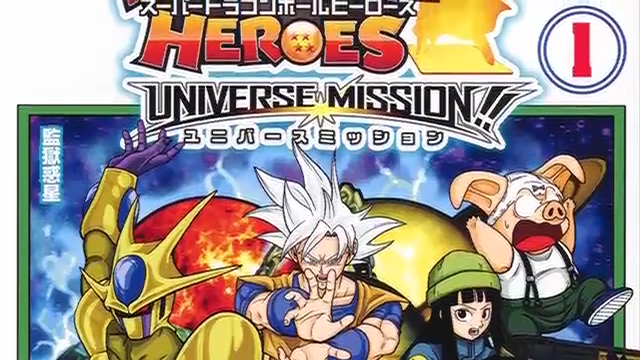 スーパードラゴンボールヒーローズ
HEROES
1
UNIVERSE MISSION!!
ユニバースミッション
監獄惑星